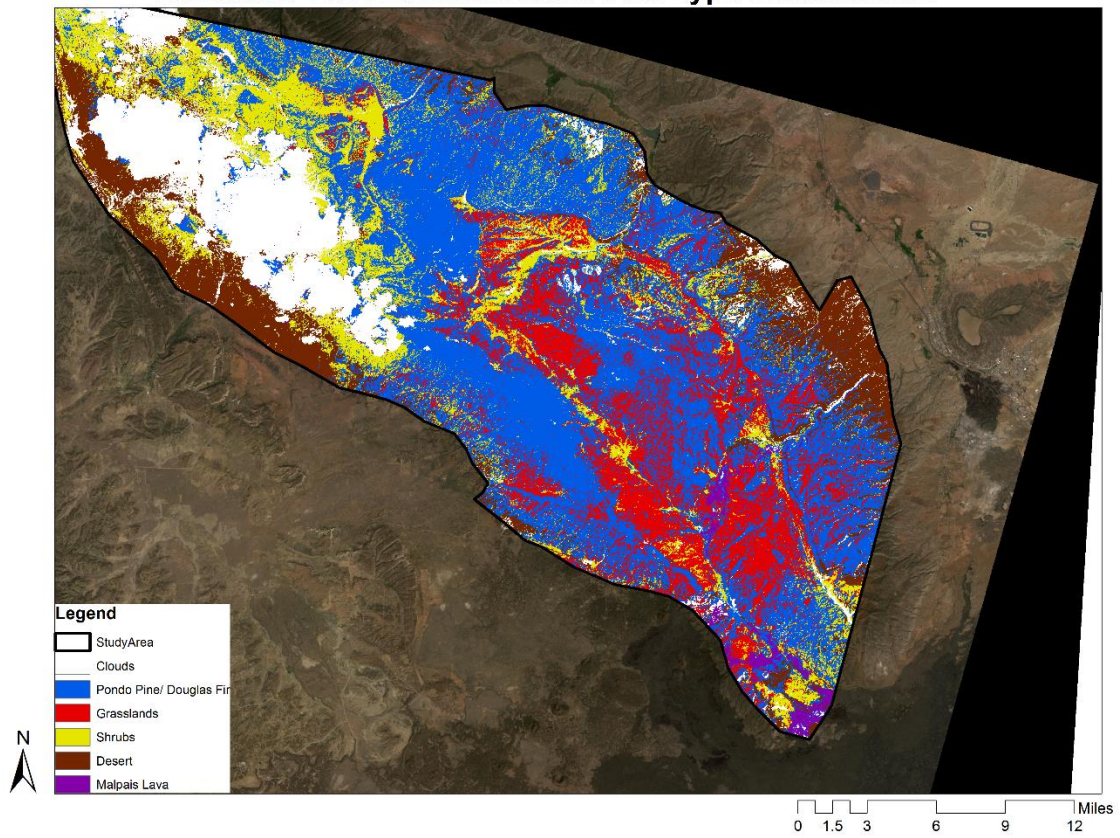 Legend
StudyArea
Clouds
Pondo Pine/ Douglas Fir
Grasslands
Shrubs
Desert
Malpais Lava
N
Miles
0 1.5 3 6 9 12